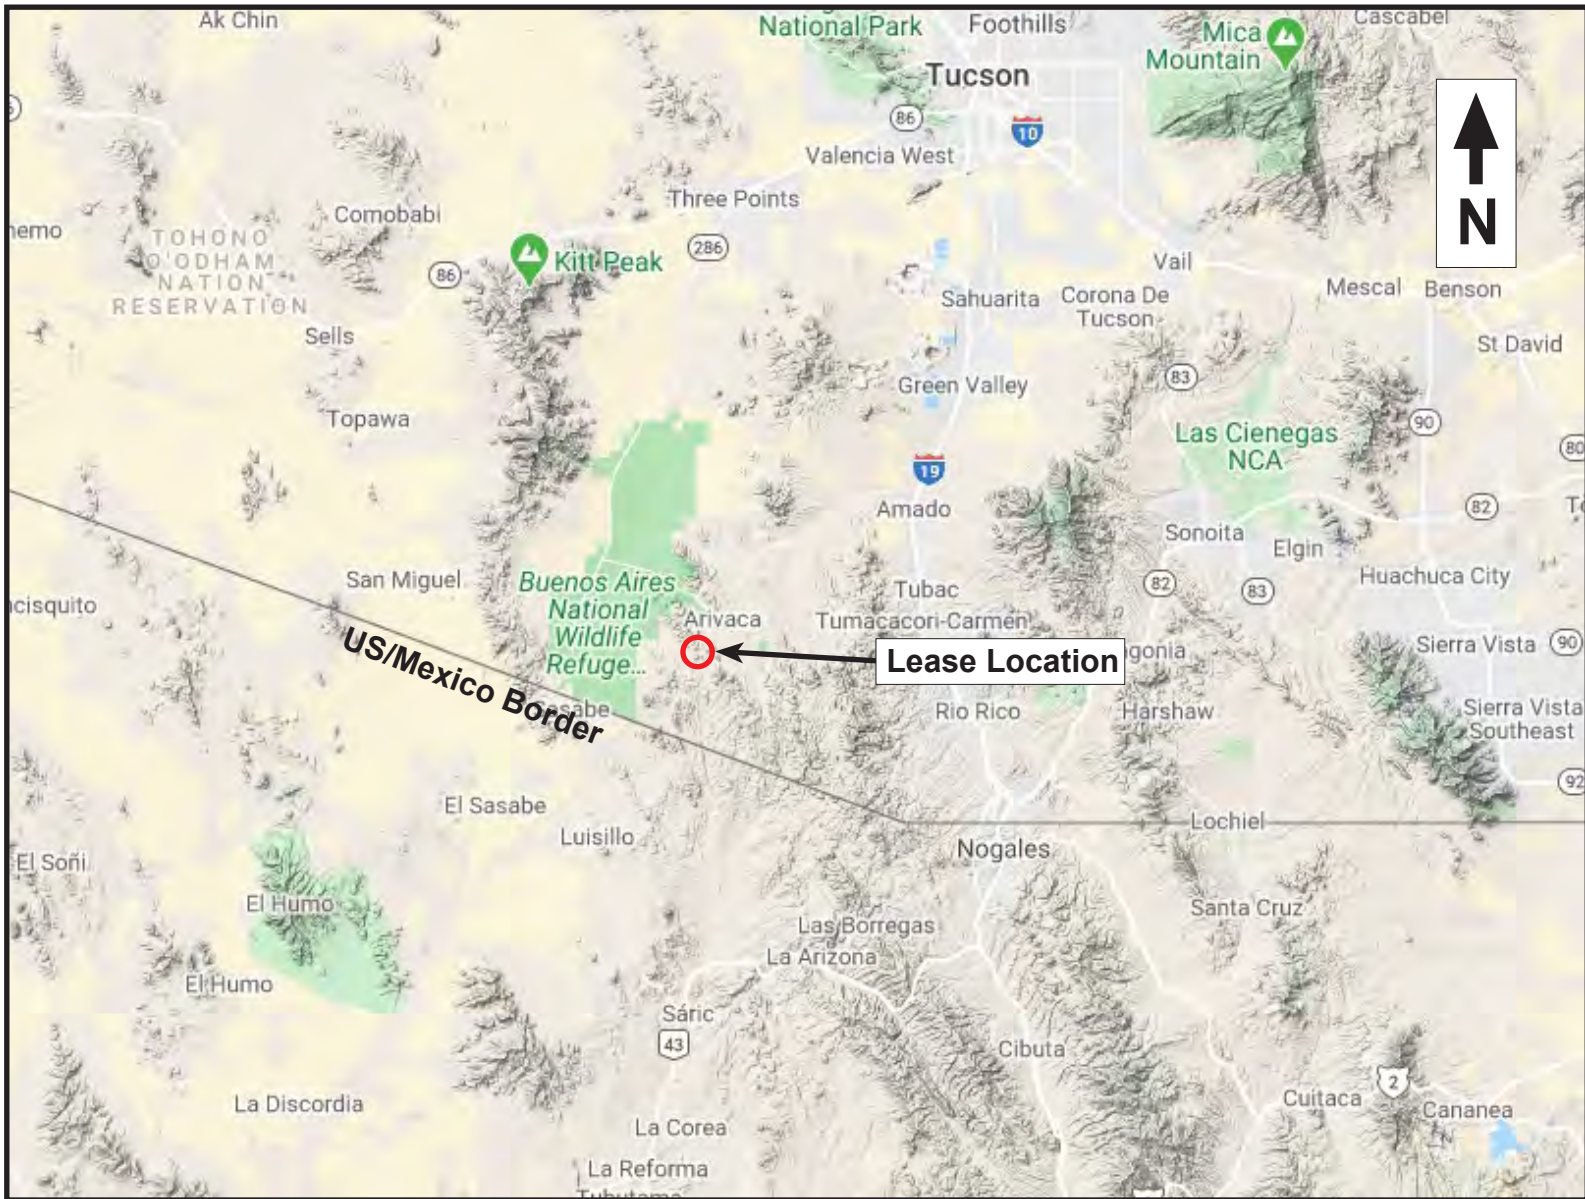 Ak Chin
National Park
Foothills
Mica
Mountain
Cascabel
Tucson
86
10
Valencia West
N
Three Points
Comobabi
TOHONO
O'ODHAM
NATION
RESERVATION
86
Kitt Peak
286
Vail
Sahuarita
Corona De
Tucson
Mescal
Benson
Sells
St David
83
Green Valley
Topawa
90
Las Cienegas
NCA
80
19
Amado
82
Sonoita
Elgin
San Miguel
Buenos Aires
National
Wildlife
Refuge...
Tubac
82
83
Huachuca City
Arivaca
Tumacacori-Carmen
US/Mexico Border
Lease Location
Sierra Vista
90
Rio Rico
Harshaw
Sierra Vista
Southeast
92
El Sasabe
Luisillo
Lochiel
Nogales
El Soñi
El Humo
Santa Cruz
Las Borregas
La Arizona
El Humo
Sáric
43
Cibuta
2
Cuitaca
Cananea
La Discordia
La Corea
La Reforma